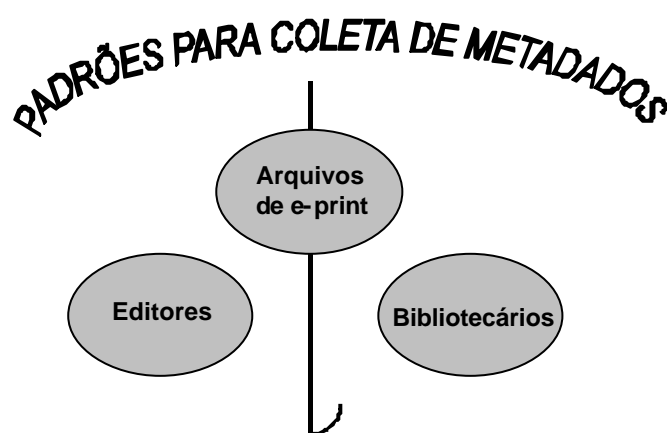 PADRÕES PARA COLETA DE METADADOS
Arquivos
de e-print
Editores
Bibliotecários